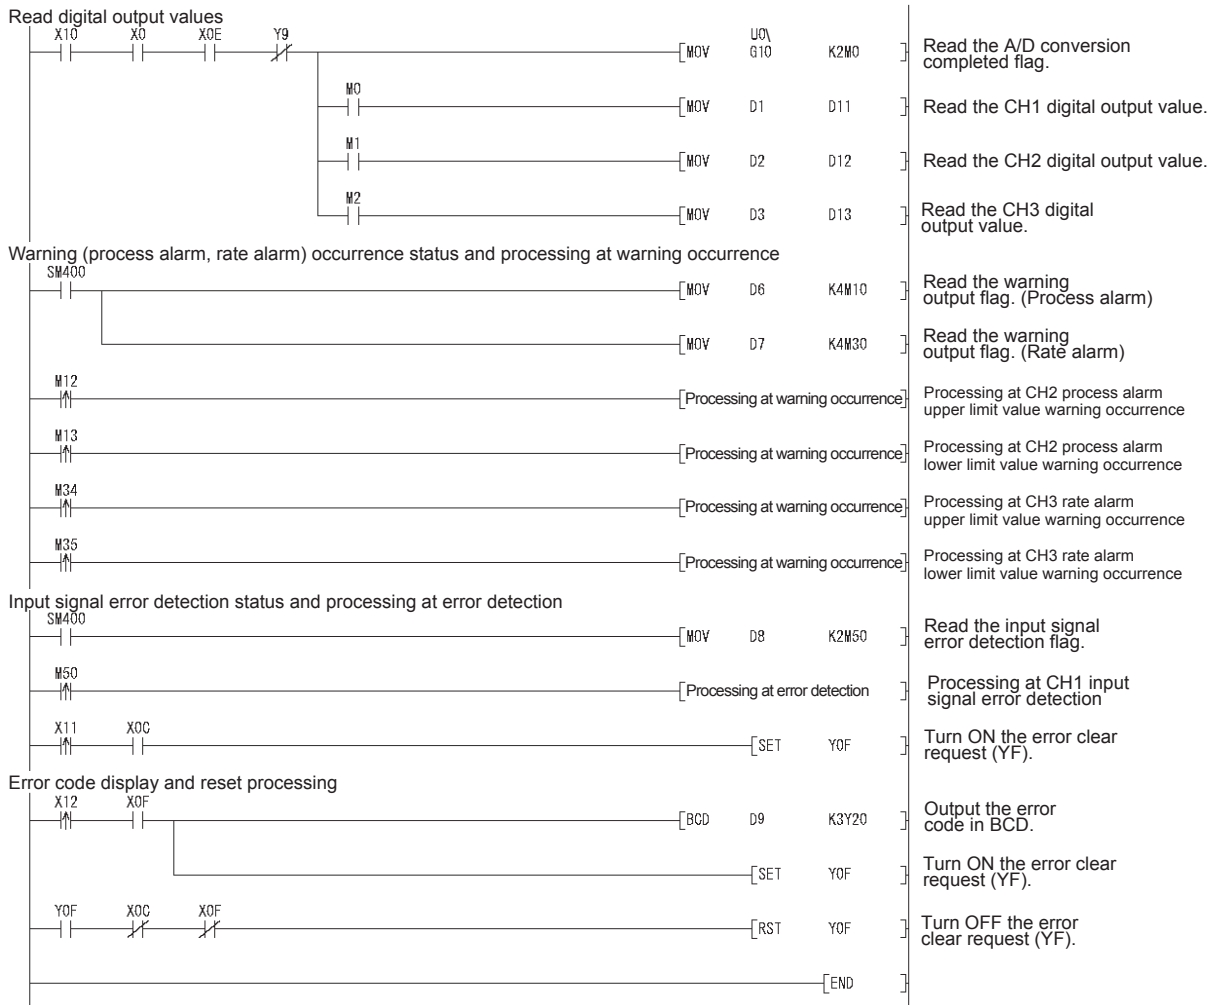 Read digital output values
X10 X0 X0E Y9
MOV U0\G10 K2M0 Read the A/D conversion
completed flag.
M0
MOV D1 D11 Read the CH1 digital output value.
M1
MOV D2 D12 Read the CH2 digital output value.
M2
MOV D3 D13 Read the CH3 digital
output value.
Warning (process alarm, rate alarm) occurrence status and processing at warning occurrence
SM400
MOV D6 K4M10 Read the warning
output flag. (Process alarm)
MOV D7 K4M30 Read the warning
output flag. (Rate alarm)
M12
Processing at warning occurrence Processing at CH2 process alarm
upper limit value warning occurrence
M13
Processing at warning occurrence Processing at CH2 process alarm
lower limit value warning occurrence
M34
Processing at warning occurrence Processing at CH3 rate alarm
upper limit value warning occurrence
M35
Processing at warning occurrence Processing at CH3 rate alarm
lower limit value warning occurrence
Input signal error detection status and processing at error detection
SM400
MOV D8 K2M50 Read the input signal
error detection flag.
M50
Processing at error detection Processing at CH1 input
signal error detection
X11 X0C
SET Y0F Turn ON the error clear
request (YF).
Error code display and reset processing
X12 X0F
BCD D9 K3Y20 Output the error
code in BCD.
SET Y0F Turn ON the error clear
request (YF).
Y0F X0C X0F
RST Y0F Turn OFF the error
clear request (YF).
END